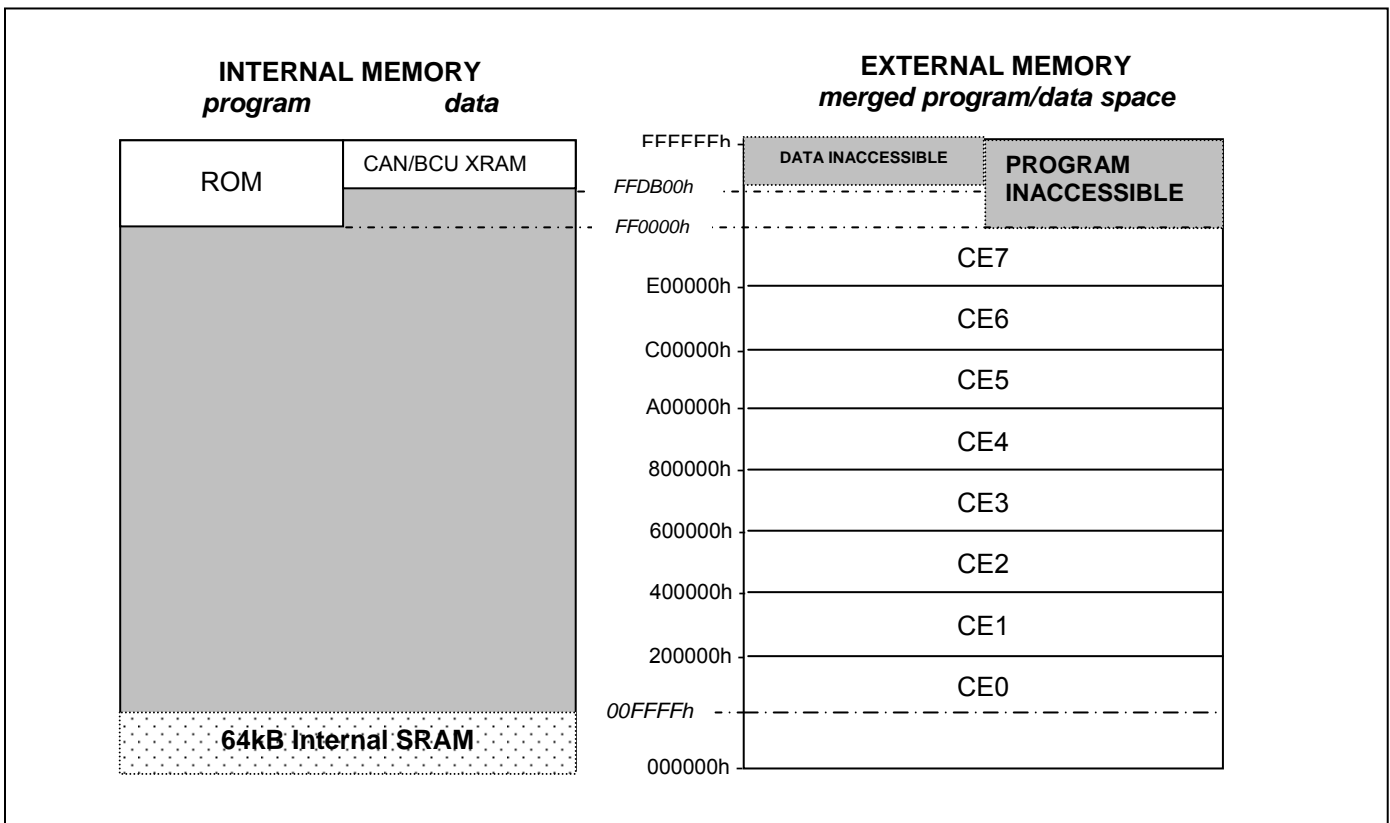 INTERNAL MEMORY
program data
ROM
CAN/BCU XRAM
64kB Internal SRAM
EXTERNAL MEMORY
merged program/data space
FFFFFFh
DATA INACCESSIBLE
PROGRAM
INACCESSIBLE
FFDB00h
FF0000h
CE7
E00000h
CE6
C00000h
CE5
A00000h
CE4
800000h
CE3
600000h
CE2
400000h
CE1
200000h
CE0
00FFFFh
000000h